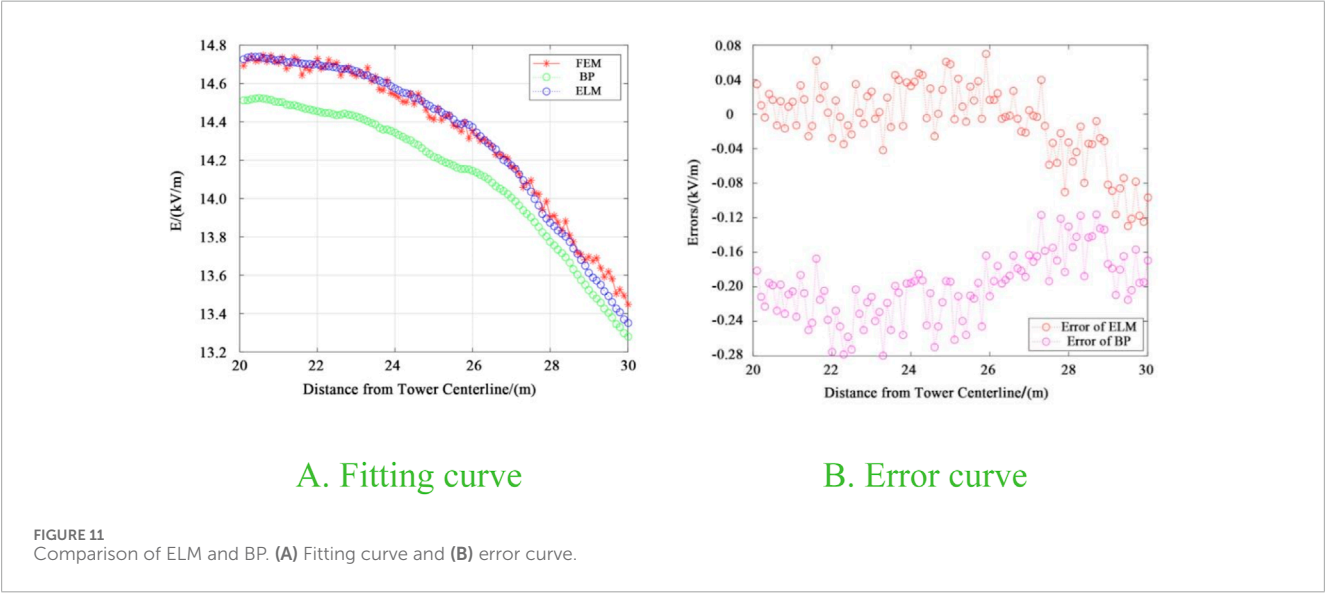 14.8
14.6
14.4
14.2
14.0
13.8
13.6
13.4
13.2
E/(kV/m)
20
22
24
26
28
30
Distance from Tower Centerline/(m)
FEM
BP
ELM
0.08
0.04
0
-0.04
-0.08
-0.12
-0.16
-0.20
-0.24
-0.28
Errors/(kV/m)
20
22
24
26
28
30
Distance from Tower Centerline/(m)
Error of ELM
Error of BP
A. Fitting curve
B. Error curve
FIGURE 11
Comparison of ELM and BP. (A) Fitting curve and (B) error curve.